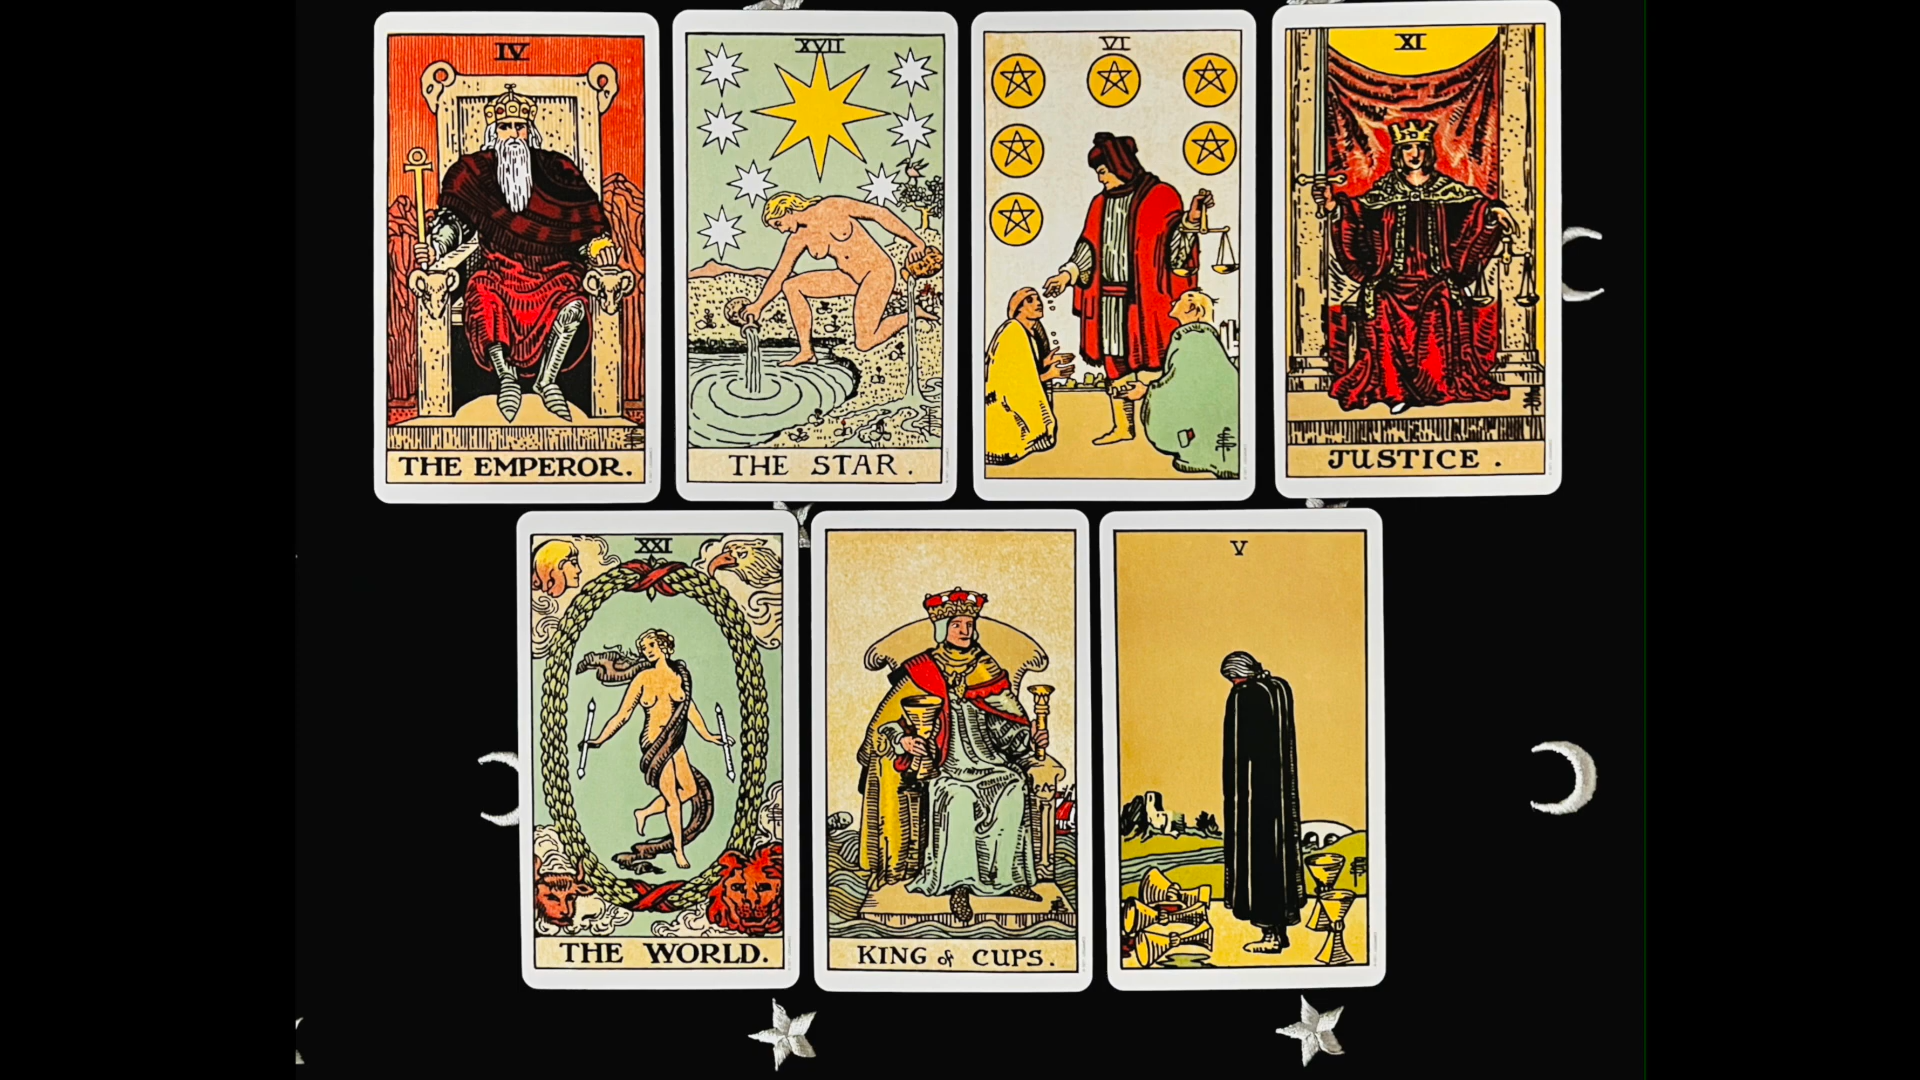 IV
THE EMPEROR.
XVII
THE STAR.
VI
XI
JUSTICE.
XXI
THE WORLD.
KING of CUPS.
V